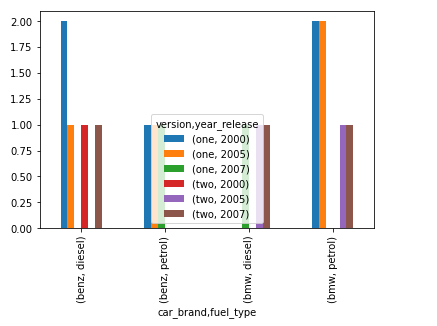 2.00
1.75
1.50
1.25
1.00
0.75
0.50
0.25
0.00
version,year_release
(one, 2000)
(one, 2005)
(one, 2007)
(two, 2000)
(two, 2005)
(two, 2007)
(benz, diesel)
(benz, petrol)
(bmw, diesel)
(bmw, petrol)
car_brand,fuel_type